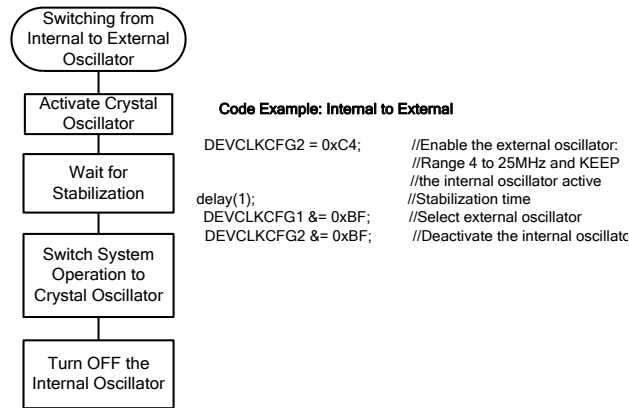 Switching from
Internal to External
Oscillator
Activate Crystal
Oscillator
Wait for
Stabilization
Switch System
Operation to
Crystal Oscillator
Turn OFF the
Internal Oscillator
Code Example: Internal to External
DEVCLKCFG2 = 0xC4; //Enable the external oscillator:
//Range 4 to 25MHz and KEEP
//the internal oscillator active
delay(1); //Stabilization time
DEVCLKCFG1 &= 0xBF; //Select external oscillator
DEVCLKCFG2 &= 0xBF; //Deactivate the internal oscillato